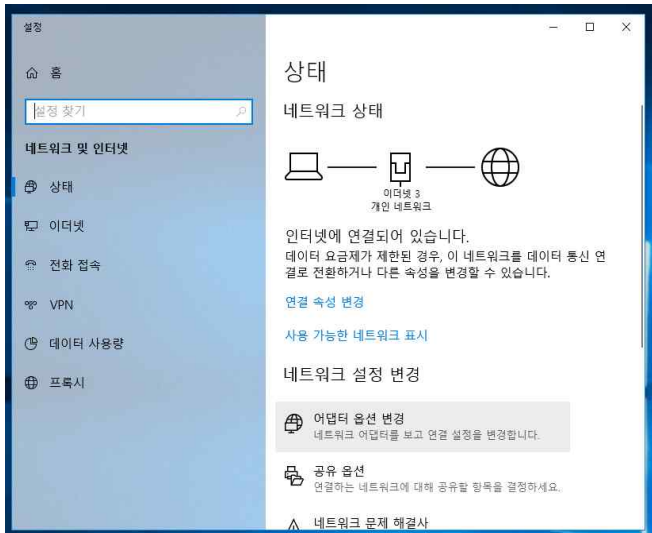 설정
홈
설정 찾기
네트워크 및 인터넷
상태
이더넷
전화 접속
VPN
데이터 사용량
프록시
상태
네트워크 상태
이더넷 3
개인 네트워크
인터넷에 연결되어 있습니다.
데이터 요금제가 제한된 경우, 이 네트워크를 데이터 통신 연
결로 전환하거나 다른 속성을 변경할 수 있습니다.
연결 속성 변경
사용 가능한 네트워크 표시
네트워크 설정 변경
어댑터 옵션 변경
네트워크 어댑터를 보고 연결 설정을 변경합니다.
공유 옵션
연결하는 네트워크에 대해 공유할 항목을 결정하세요.
네트워크 문제 해결사